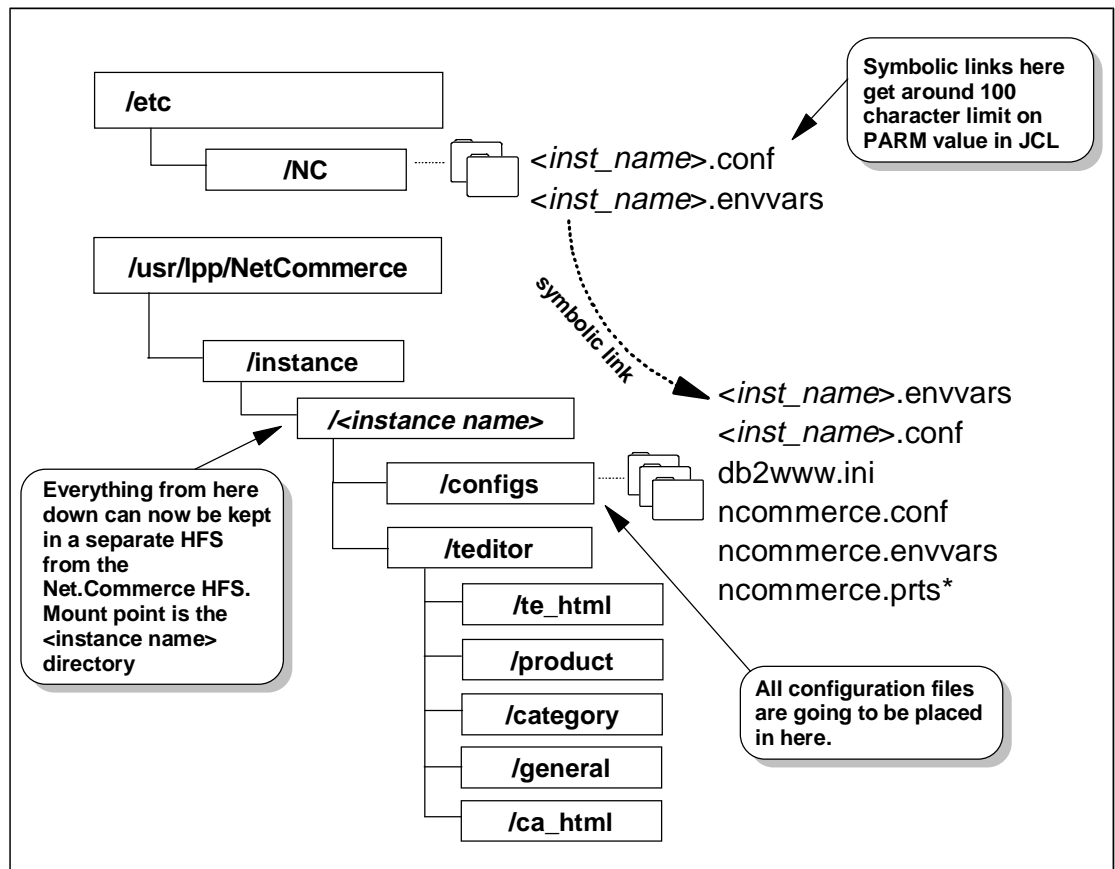 /etc
Symbolic links here
get around 100
character limit on
PARM value in JCL
/NC
<inst_name>.conf
<inst_name>.envvars
/usr/lpp/NetCommerce
symbolic link
/instance
/<instance name>
<inst_name>.envvars
<inst_name>.conf
db2www.ini
ncommerce.conf
ncommerce.envvars
ncommerce.prts*
Everything from here
down can now be kept
in a separate HFS
from the
Net.Commerce HFS.
Mount point is the
<instance name>
directory
/configs
/teditor
/te_html
/product
/category
/general
/ca_html
All configuration files
are going to be placed
in here.